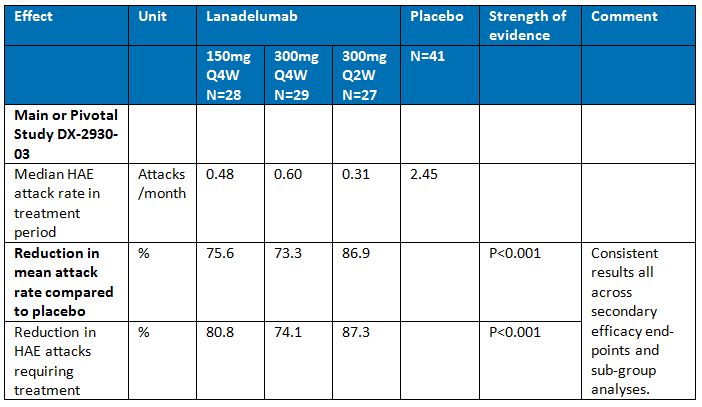 Effect Unit Lanadelumab Placebo Strength of evidence Comment
150mg Q4W N=28 300mg Q4W N=29 300mg Q2W N=27 N=41
Main or Pivotal
Study DX-2930-
03
Median HAE
attack rate in
treatment
period
Attacks
/month
0.48 0.60 0.31 2.45
Reduction in
mean attack
rate compared
to placebo
% 75.6 73.3 86.9 P<0.001
Consistent
results all
across
secondary
efficacy end-
points and
sub-group
analyses.
Reduction in
HAE attacks
requiring
treatment
% 80.8 74.1 87.3 P<0.001